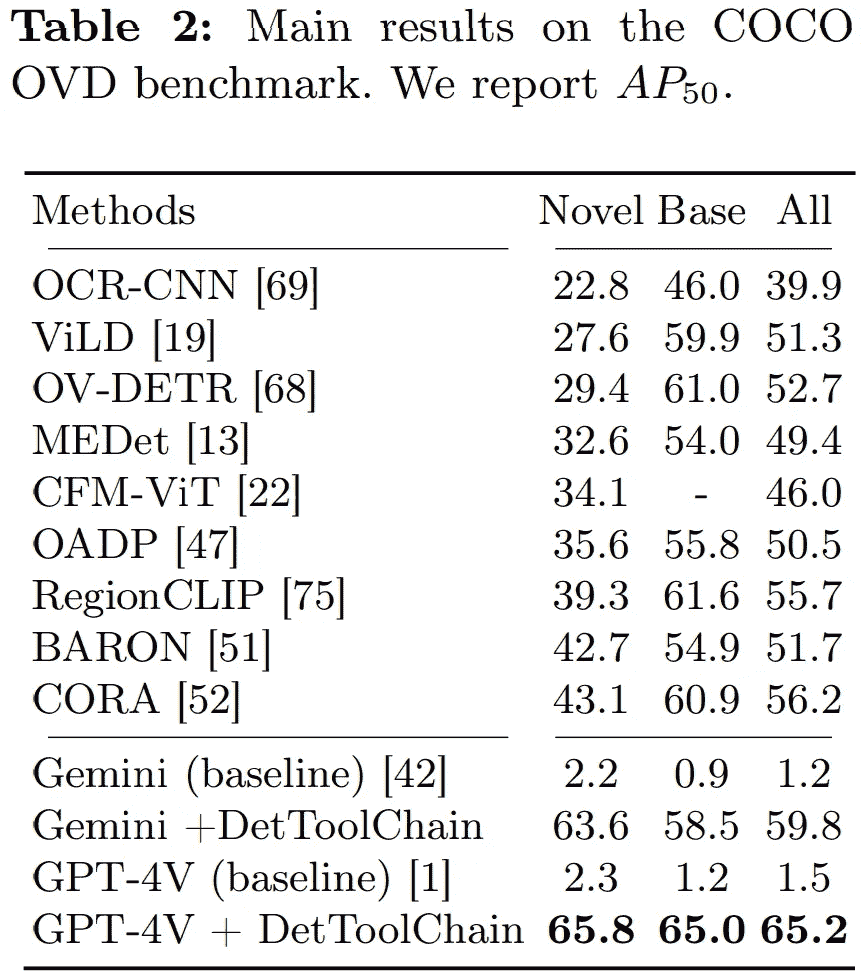 Table 2: Main results on the COCO
OVD benchmark. We report AP50.
Methods Novel Base All
OCR-CNN [69] 22.8 46.0 39.9
ViLD [19] 27.6 59.9 51.3
OV-DETR [68] 29.4 61.0 52.7
MEDet [13] 32.6 54.0 49.4
CFM-ViT [22] 34.1 - 46.0
OADP [47] 35.6 55.8 50.5
RegionCLIP [75] 39.3 61.6 55.7
BARON [51] 42.7 54.9 51.7
CORA [52] 43.1 60.9 56.2
Gemini (baseline) [42] 2.2 0.9 1.2
Gemini +DetToolChain 63.6 58.5 59.8
GPT-4V (baseline) [1] 2.3 1.2 1.5
GPT-4V + DetToolChain 65.8 65.0 65.2